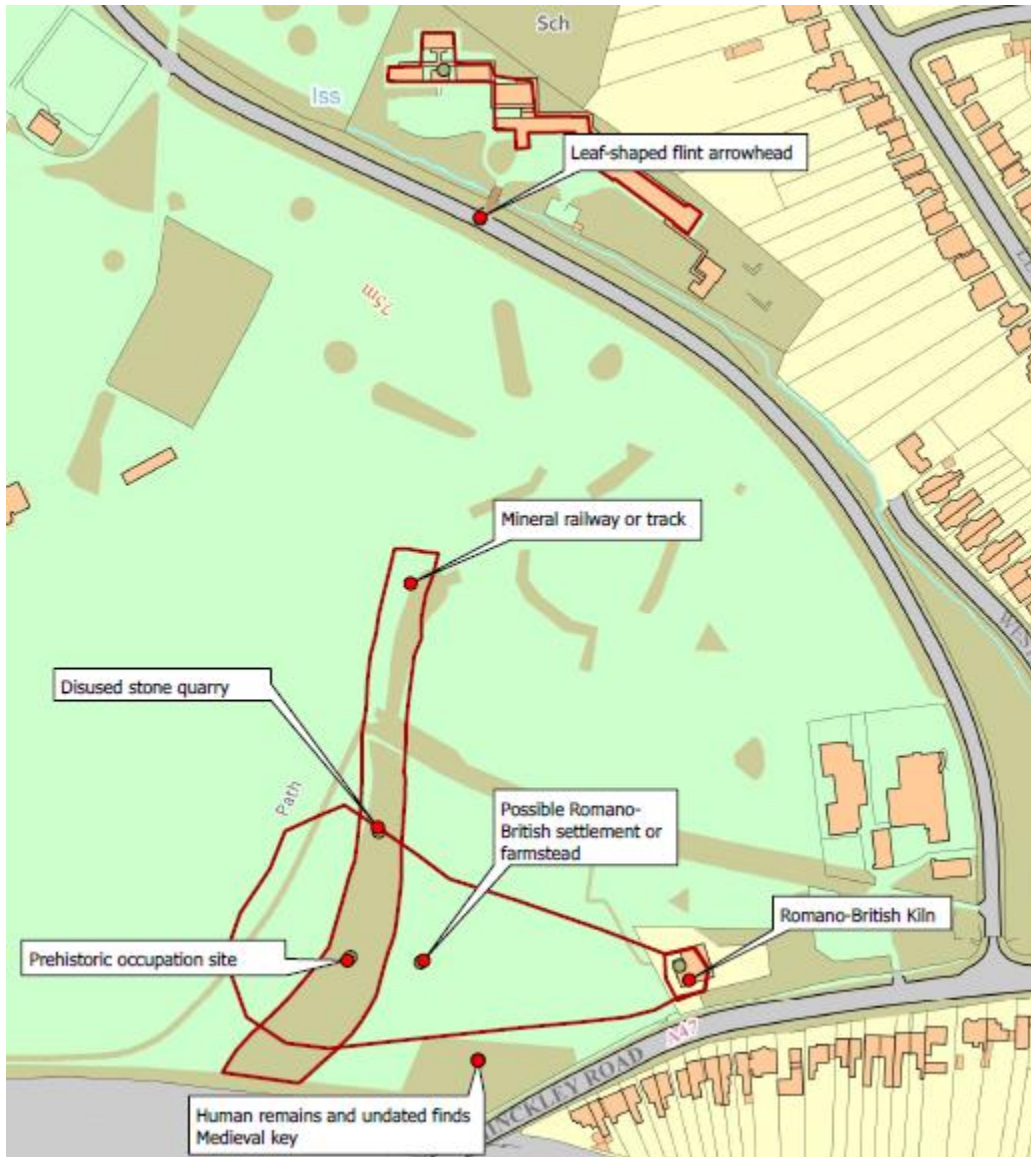 Sch
Iss
Leaf-shaped flint arrowhead
75m
Mineral railway or track
Disused stone quarry
Path
Possible Romano-
British settlement or
farmstead
Romano-British Kiln
Prehistoric occupation site
A47
INCKLEY ROAD
Human remains and undated finds
Medieval key